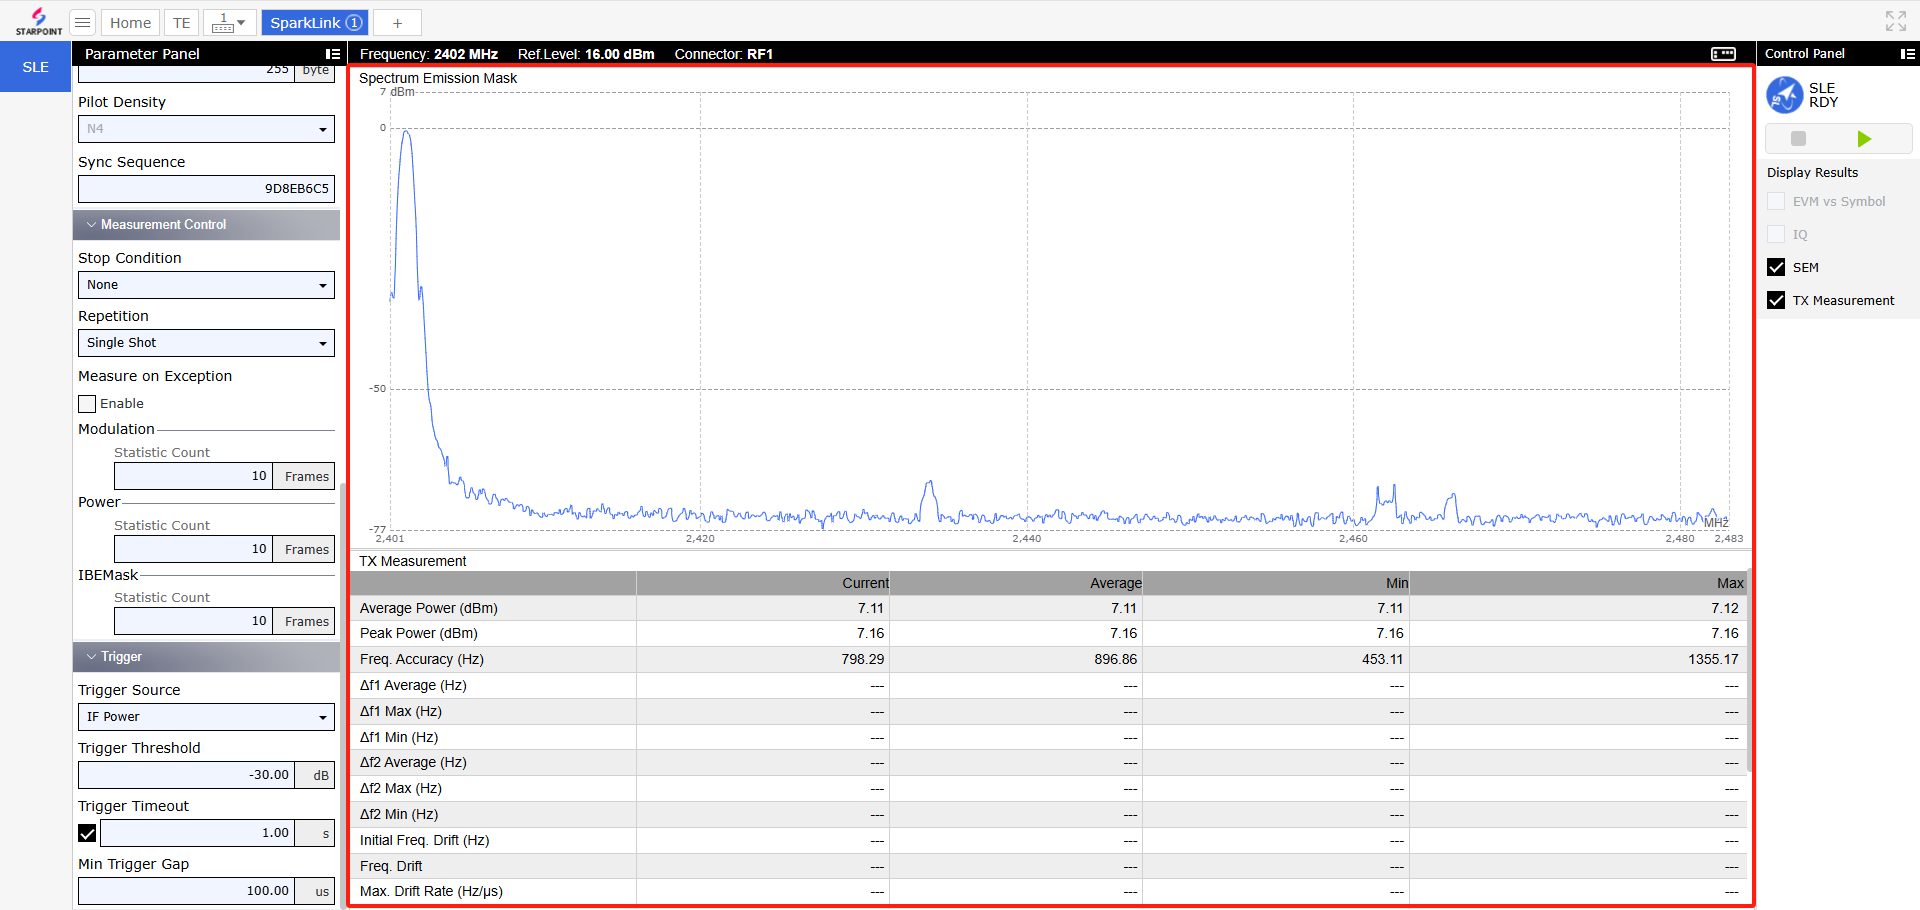 STARPOINT
Home
TE
1
SparkLink 1
+
SLE
Parameter Panel
255 byte
Pilot Density
N4
Sync Sequence
9D8EB6C5
Measurement Control
Stop Condition
None
Repetition
Single Shot
Measure on Exception
Enable
Modulation
Statistic Count
10 Frames
Power
Statistic Count
10 Frames
IBEMask
Statistic Count
10 Frames
Trigger
Trigger Source
IF Power
Trigger Threshold
-30.00 dB
Trigger Timeout
1.00 s
Min Trigger Gap
100.00 us
Frequency: 2402 MHz Ref.Level: 16.00 dBm Connector: RF1
Spectrum Emission Mask
7 dBm
0
-50
-77
MHz
2,401 2,420 2,440 2,460 2,480 2,483
TX Measurement
Current Average Min Max
Average Power (dBm) 7.11 7.11 7.11 7.12
Peak Power (dBm) 7.16 7.16 7.16 7.16
Freq. Accuracy (Hz) 798.29 896.86 453.11 1355.17
Δf1 Average (Hz) --- --- --- ---
Δf1 Max (Hz) --- --- --- ---
Δf1 Min (Hz) --- --- --- ---
Δf2 Average (Hz) --- --- --- ---
Δf2 Max (Hz) --- --- --- ---
Δf2 Min (Hz) --- --- --- ---
Initial Freq. Drift (Hz) --- --- --- ---
Freq. Drift --- --- --- ---
Max. Drift Rate (Hz/μs) --- --- --- ---
Control Panel
SLE
RDY
Display Results
EVM vs Symbol
IQ
SEM
TX Measurement